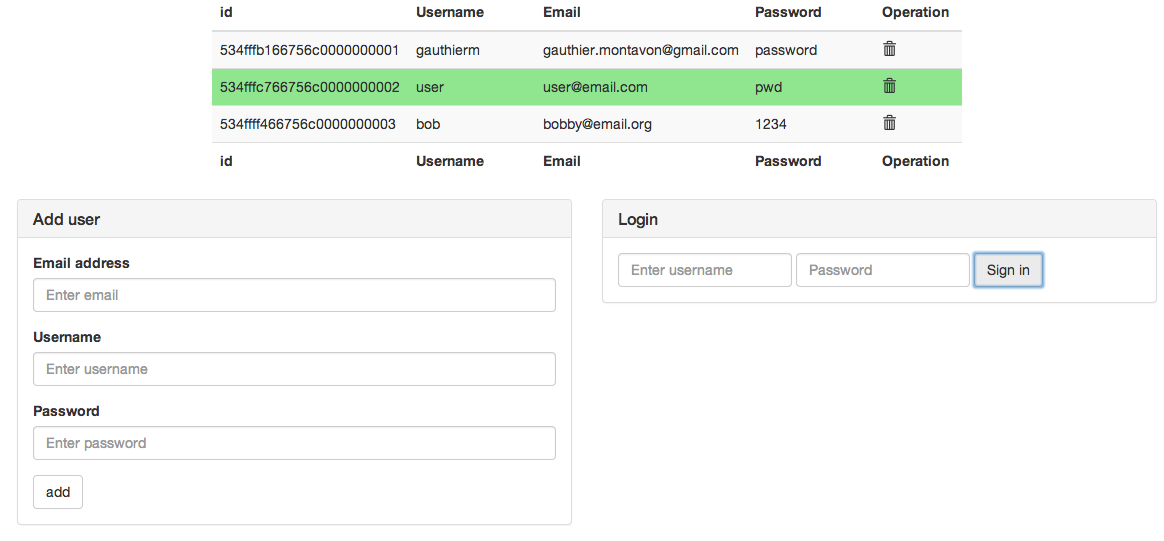 id Username Email Password Operation
534fffb166756c0000000001 gauthierm gauthier.montavon@gmail.com password
534fffc766756c0000000002 user user@email.com pwd
534ffff466756c0000000003 bob bobby@email.org 1234
id Username Email Password Operation
Add user
Email address
Enter email
Username
Enter username
Password
Enter password
add
Login
Enter username Password Sign in